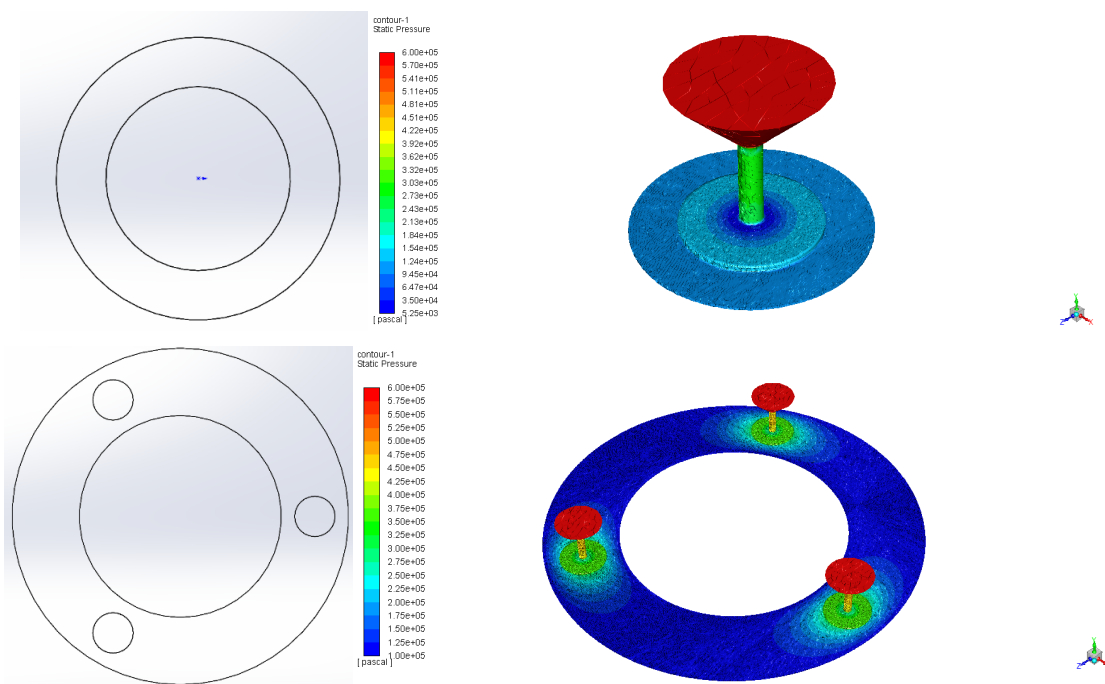 contour-1
Static Pressure
6.00e+05
5.70e+05
5.41e+05
5.11e+05
4.81e+05
4.51e+05
4.22e+05
3.92e+05
3.62e+05
3.32e+05
3.03e+05
2.73e+05
2.43e+05
2.13e+05
1.84e+05
1.54e+05
1.24e+05
9.45e+04
6.47e+04
3.50e+04
5.25e+03
[ pascal ]
Y
Z
X
contour-1
Static Pressure
6.00e+05
5.75e+05
5.50e+05
5.25e+05
5.00e+05
4.75e+05
4.50e+05
4.25e+05
4.00e+05
3.75e+05
3.50e+05
3.25e+05
3.00e+05
2.75e+05
2.50e+05
2.25e+05
2.00e+05
1.75e+05
1.50e+05
1.25e+05
1.00e+05
[ pascal ]
Y
Z